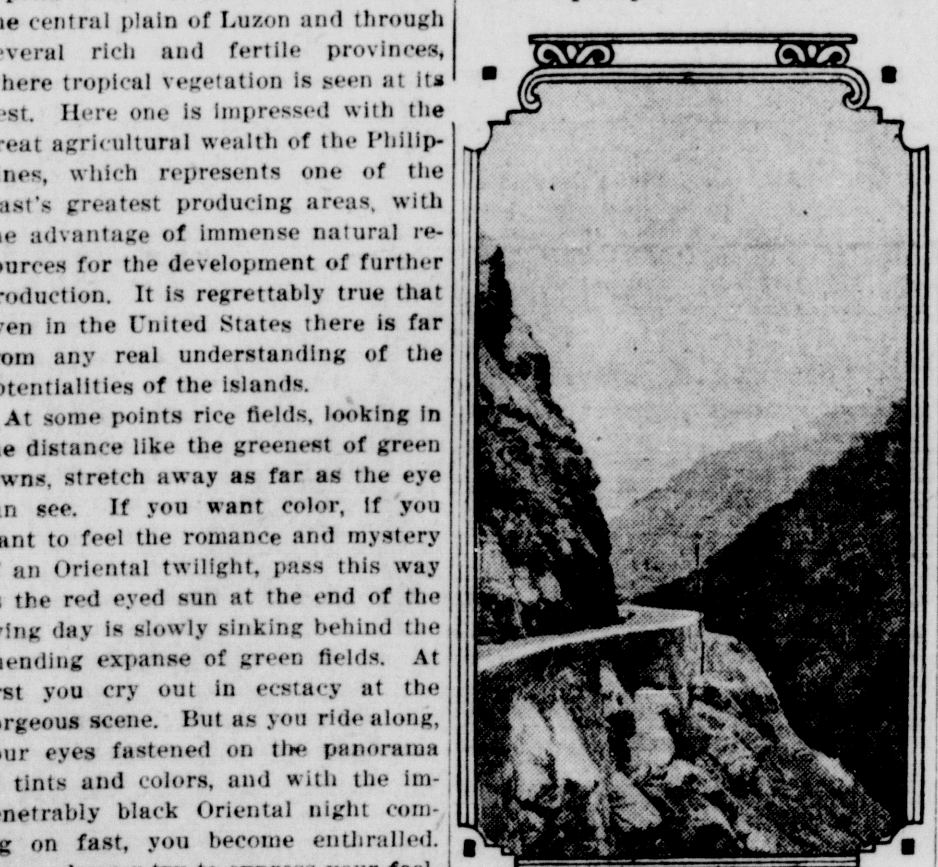 e central plain of Luzon and through
everal rich and fertile provinces,
here tropical vegetation is seen at its
est. Here one is impressed with the
reat agricultural wealth of the Philip-
ines, which represents one of the
ast's greatest producing areas, with
e advantage of immense natural re-
ources for the development of further
roduction. It is regrettably true that
ven in the United States there is far
rom any real understanding of the
otentialities of the islands.
At some points rice fields, looking in
e distance like the greenest of green
wns, stretch away as far as the eye
n see. If you want color, if you
ant to feel the romance and mystery
an Oriental twilight, pass this way
the red eyed sun at the end of the
ing day is slowly sinking behind the
ending expanse of green fields. At
rst you cry out in ecstacy at the
orgeous scene. But as you ride along,
our eyes fastened on the panorama
tints and colors, and with the im-
enetrably black Oriental night com-
g on fast, you become enthralled.